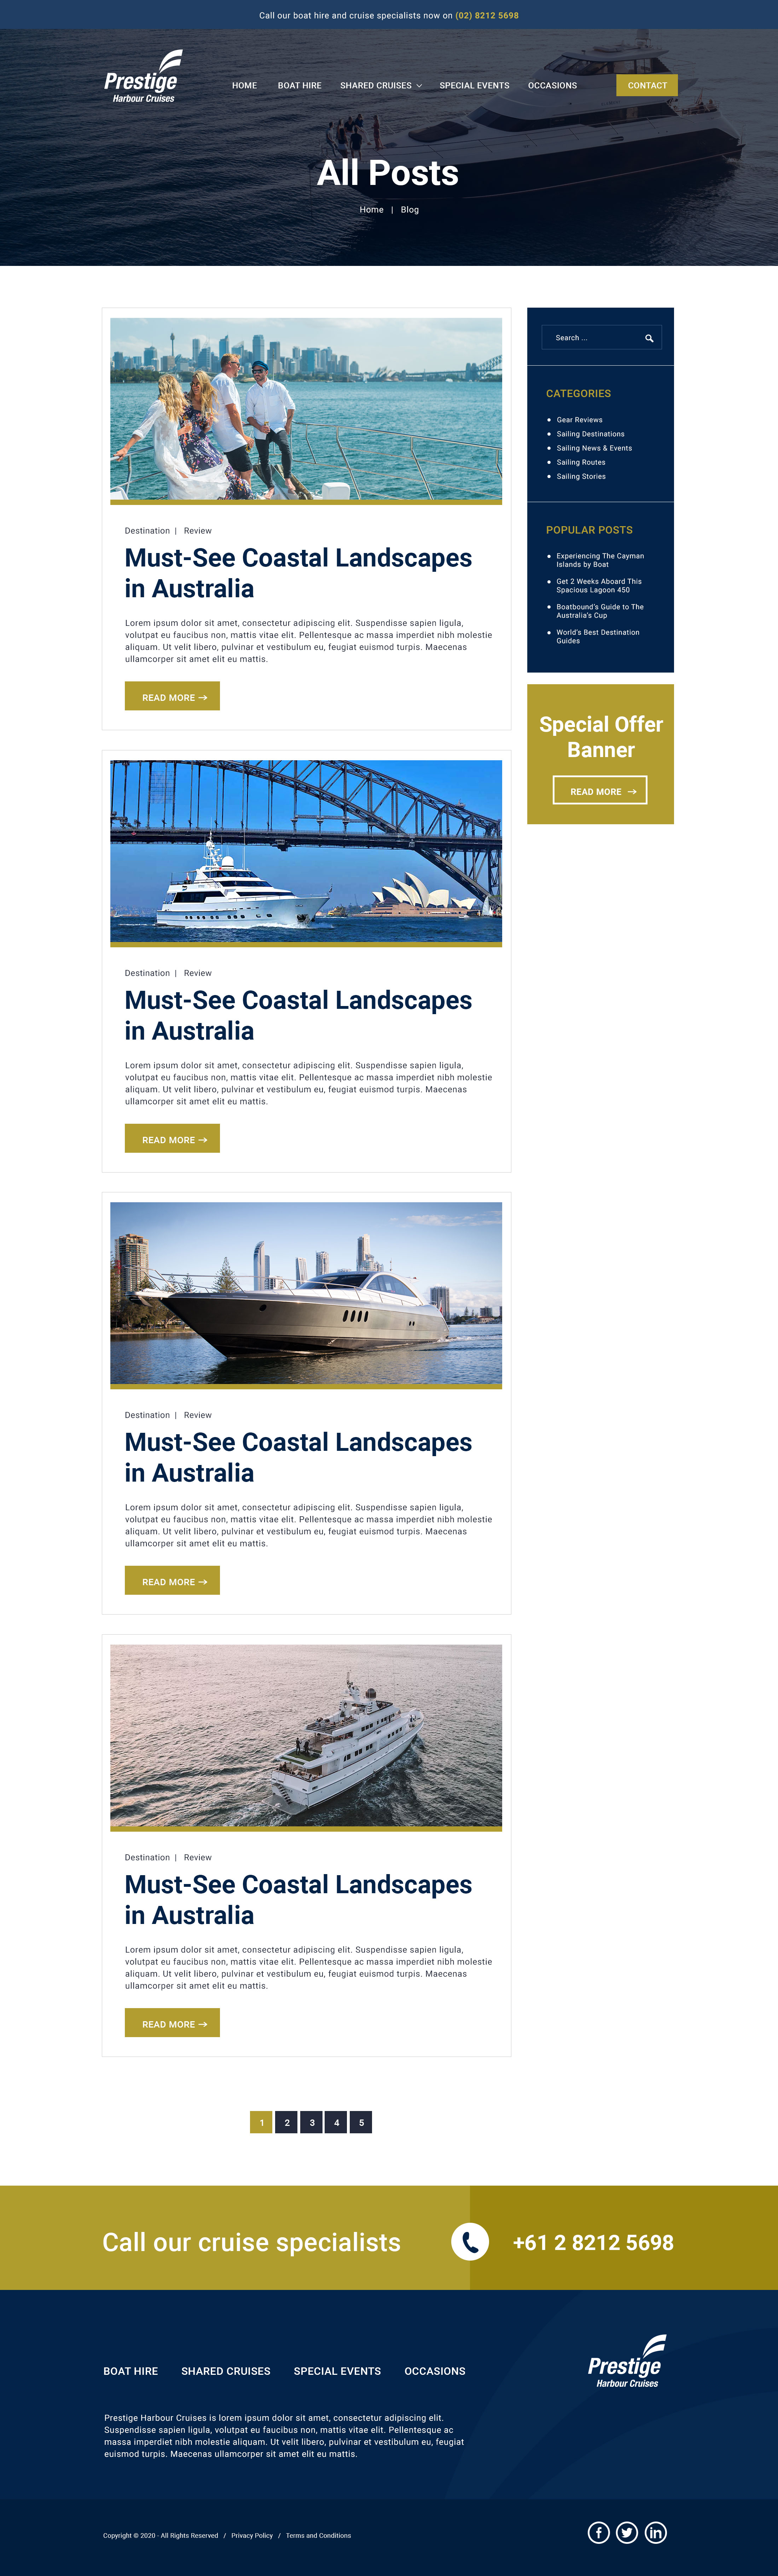 Call our boat hire and cruise specialists now on (02) 8212 5698
Prestige
Harbour Cruises
HOME BOAT HIRE SHARED CRUISES SPECIAL EVENTS OCCASIONS CONTACT
All Posts
Home | Blog
Destination | Review
Must-See Coastal Landscapes
in Australia
Lorem ipsum dolor sit amet, consectetur adipiscing elit. Suspendisse sapien ligula,
volutpat eu faucibus non, mattis vitae elit. Pellentesque ac massa imperdiet nibh molestie
aliquam. Ut velit libero, pulvinar et vestibulum eu, feugiat euismod turpis. Maecenas
ullamcorper sit amet elit eu mattis.
READ MORE →
Destination | Review
Must-See Coastal Landscapes
in Australia
Lorem ipsum dolor sit amet, consectetur adipiscing elit. Suspendisse sapien ligula,
volutpat eu faucibus non, mattis vitae elit. Pellentesque ac massa imperdiet nibh molestie
aliquam. Ut velit libero, pulvinar et vestibulum eu, feugiat euismod turpis. Maecenas
ullamcorper sit amet elit eu mattis.
READ MORE →
Destination | Review
Must-See Coastal Landscapes
in Australia
Lorem ipsum dolor sit amet, consectetur adipiscing elit. Suspendisse sapien ligula,
volutpat eu faucibus non, mattis vitae elit. Pellentesque ac massa imperdiet nibh molestie
aliquam. Ut velit libero, pulvinar et vestibulum eu, feugiat euismod turpis. Maecenas
ullamcorper sit amet elit eu mattis.
READ MORE →
Destination | Review
Must-See Coastal Landscapes
in Australia
Lorem ipsum dolor sit amet, consectetur adipiscing elit. Suspendisse sapien ligula,
volutpat eu faucibus non, mattis vitae elit. Pellentesque ac massa imperdiet nibh molestie
aliquam. Ut velit libero, pulvinar et vestibulum eu, feugiat euismod turpis. Maecenas
ullamcorper sit amet elit eu mattis.
READ MORE →
1 2 3 4 5
Search ...
CATEGORIES
Gear Reviews
Sailing Destinations
Sailing News & Events
Sailing Routes
Sailing Stories
POPULAR POSTS
Experiencing The Cayman
Islands by Boat
Get 2 Weeks Aboard This
Spacious Lagoon 450
Boatbound's Guide to The
Australia's Cup
World's Best Destination
Guides
Special Offer
Banner
READ MORE →
Call our cruise specialists +61 2 8212 5698
BOAT HIRE SHARED CRUISES SPECIAL EVENTS OCCASIONS
Prestige
Harbour Cruises
Prestige Harbour Cruises is lorem ipsum dolor sit amet, consectetur adipiscing elit.
Suspendisse sapien ligula, volutpat eu faucibus non, mattis vitae elit. Pellentesque ac
massa imperdiet nibh molestie aliquam. Ut velit libero, pulvinar et vestibulum eu, feugiat
euismod turpis. Maecenas ullamcorper sit amet elit eu mattis.
Copyright © 2020 - All Rights Reserved / Privacy Policy / Terms and Conditions